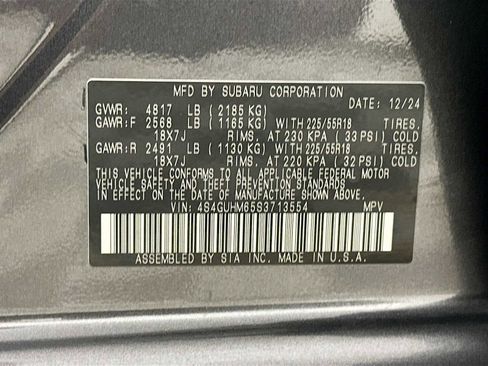 MFD BY SUBARU CORPORATION
GVWR: 4817 LB ( 2185 KG) DATE: 12/24
GAWR:F 2568 LB ( 1165 KG) WITH 225/55R18 TIRES.
18X7J RIMS. AT 230 KPA ( 33 PSI) COLD
GAWR:R 2491 LB ( 1130 KG) WITH 225/55R18 TIRES.
18X7J RIMS. AT 220 KPA ( 32 PSI) COLD
THIS VEHICLE CONFORMS TO ALL APPLICABLE FEDERAL MOTOR
VEHICLE SAFETY AND THEFT PREVENTION STANDARDS
IN EFFECT ON THE DATE OF MANUFACTURE SHOWN ABOVE.
VIN: 4S4GUHM65S3713554 MPV
ASSEMBLED BY SIA INC. MADE IN U.S.A.